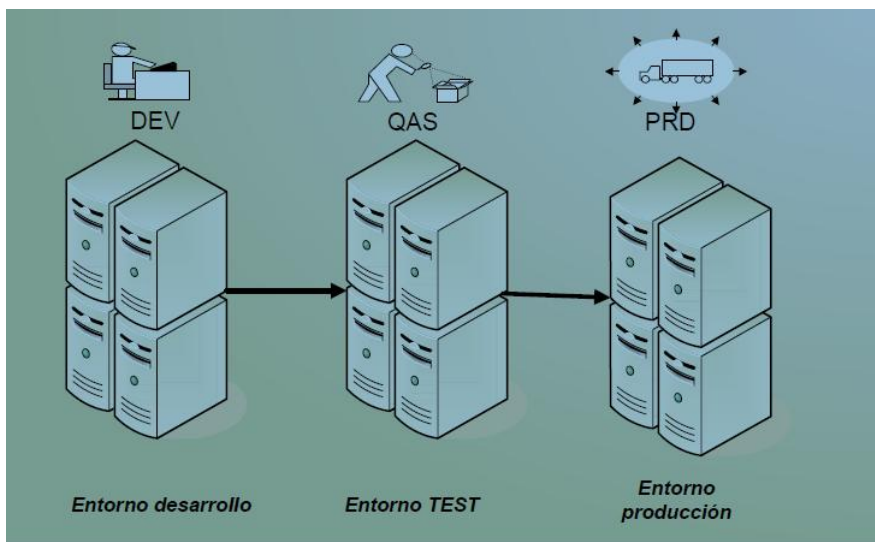 DEV
QAS
PRD
Entorno desarrollo
Entorno TEST
Entorno
producción